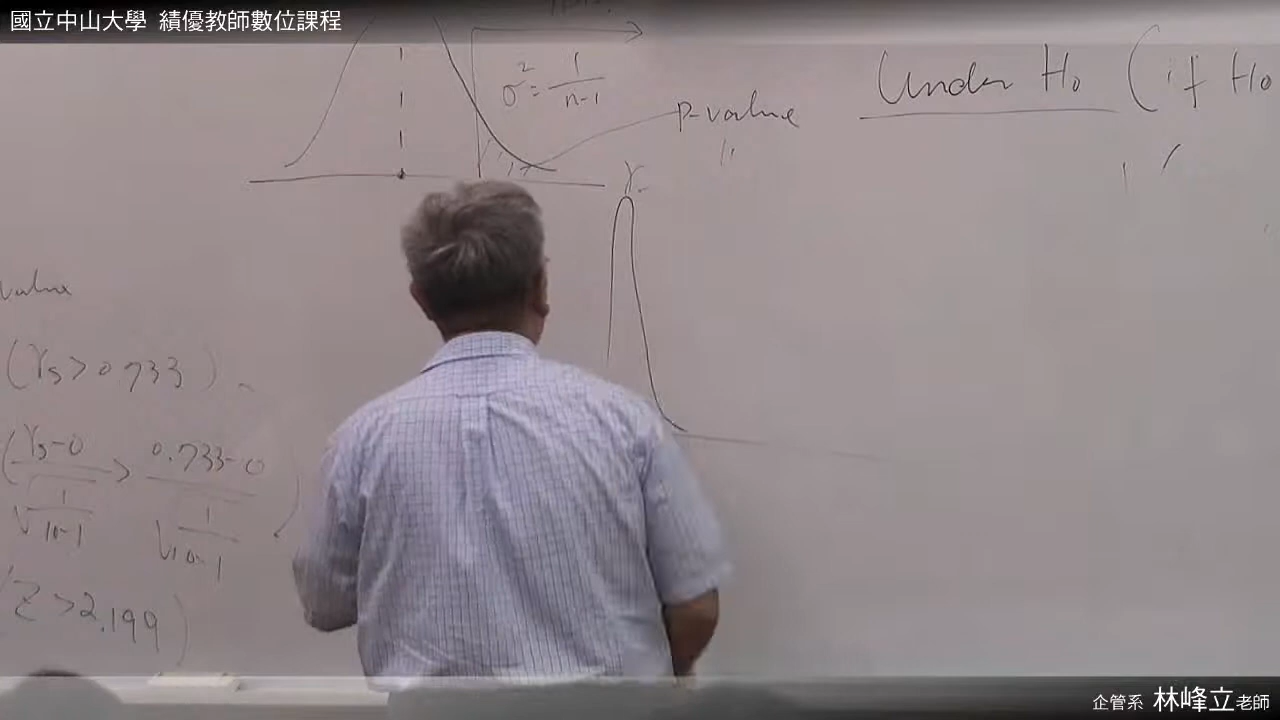 國立中山大學 績優教師數位課程
σ² = 1/(n-1)
p-value
Under H₀ (if H₀
value
(rs > 0.733)
(rs-0)/√(1/(n-1)) > (0.733-0)/√(1/(10-1)) )
(Z > 2.199)
企管系 林峰立老師